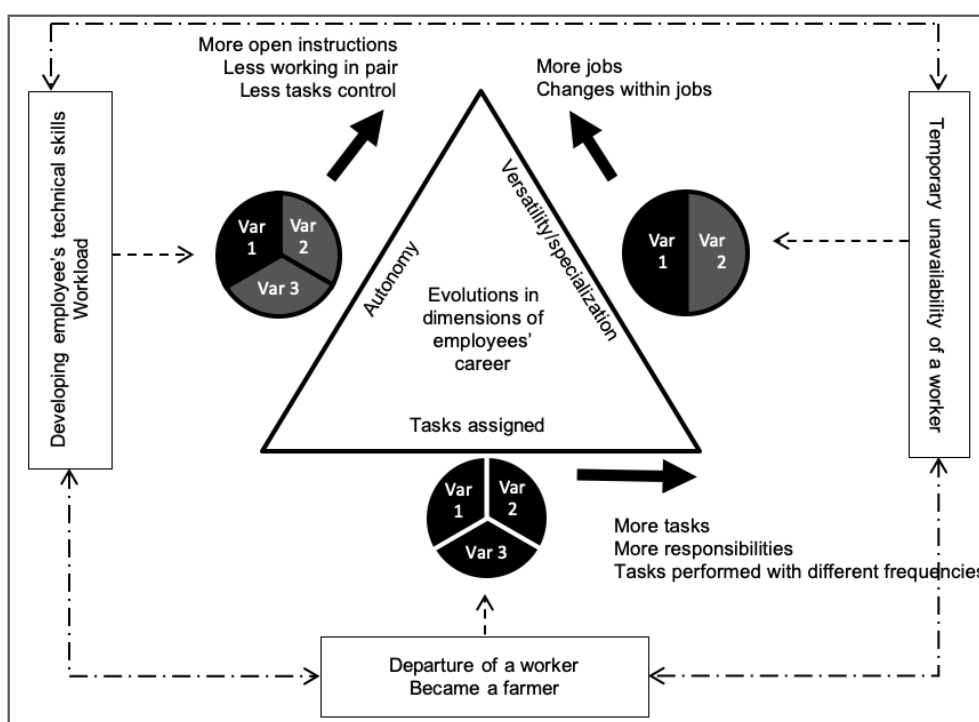 More open instructions
Less working in pair
Less tasks control
More jobs
Changes within jobs
Developing employee's technical skills
Workload
Var
1
Var
2
Var 3
Autonomy
Versatility/specialization
Var
1
Var
2
Temporary unavailability of a worker
Evolutions in
dimensions of
employees'
career
Tasks assigned
Var
1
Var
2
Var 3
More tasks
More responsibilities
Tasks performed with different frequencies
Departure of a worker
Became a farmer